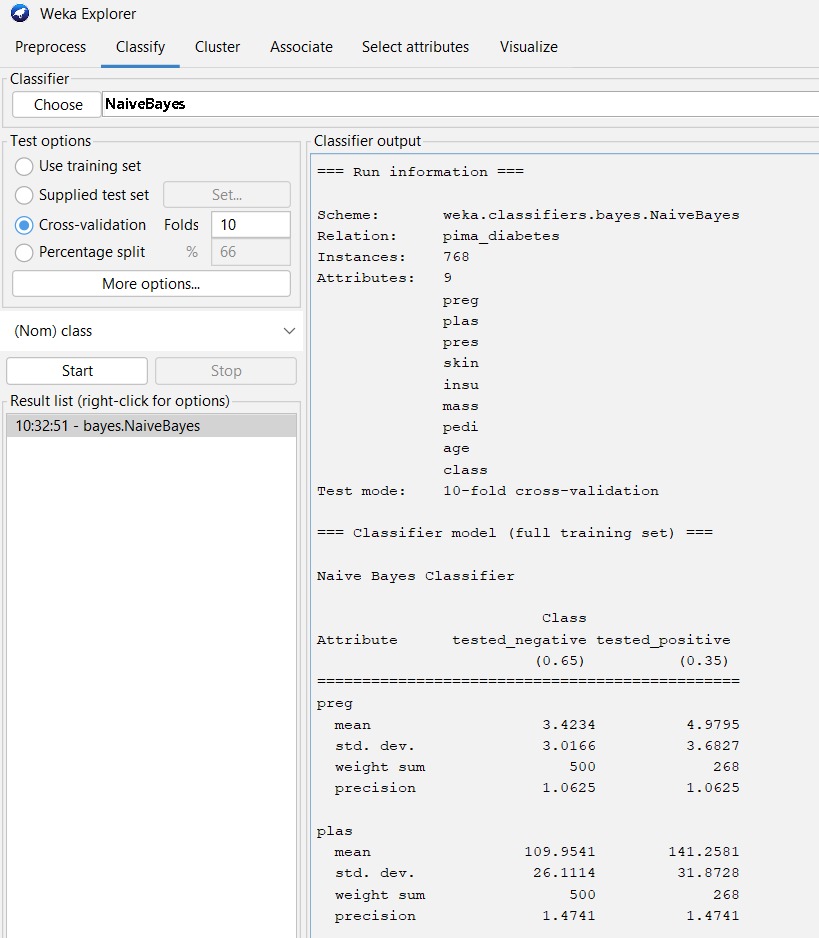 Weka Explorer
Preprocess Classify Cluster Associate Select attributes Visualize
Classifier
Choose NaiveBayes
Test options
Use training set
Supplied test set Set...
Cross-validation Folds 10
Percentage split % 66
More options...
(Nom) class
Start Stop
Result list (right-click for options)
10:32:51 - bayes.NaiveBayes
Classifier output
=== Run information ===
Scheme: weka.classifiers.bayes.NaiveBayes
Relation: pima_diabetes
Instances: 768
Attributes: 9
preg
plas
pres
skin
insu
mass
pedi
age
class
Test mode: 10-fold cross-validation
=== Classifier model (full training set) ===
Naive Bayes Classifier
Class
Attribute tested_negative tested_positive
(0.65) (0.35)
===============================================
preg
mean 3.4234 4.9795
std. dev. 3.0166 3.6827
weight sum 500 268
precision 1.0625 1.0625
plas
mean 109.9541 141.2581
std. dev. 26.1114 31.8728
weight sum 500 268
precision 1.4741 1.4741